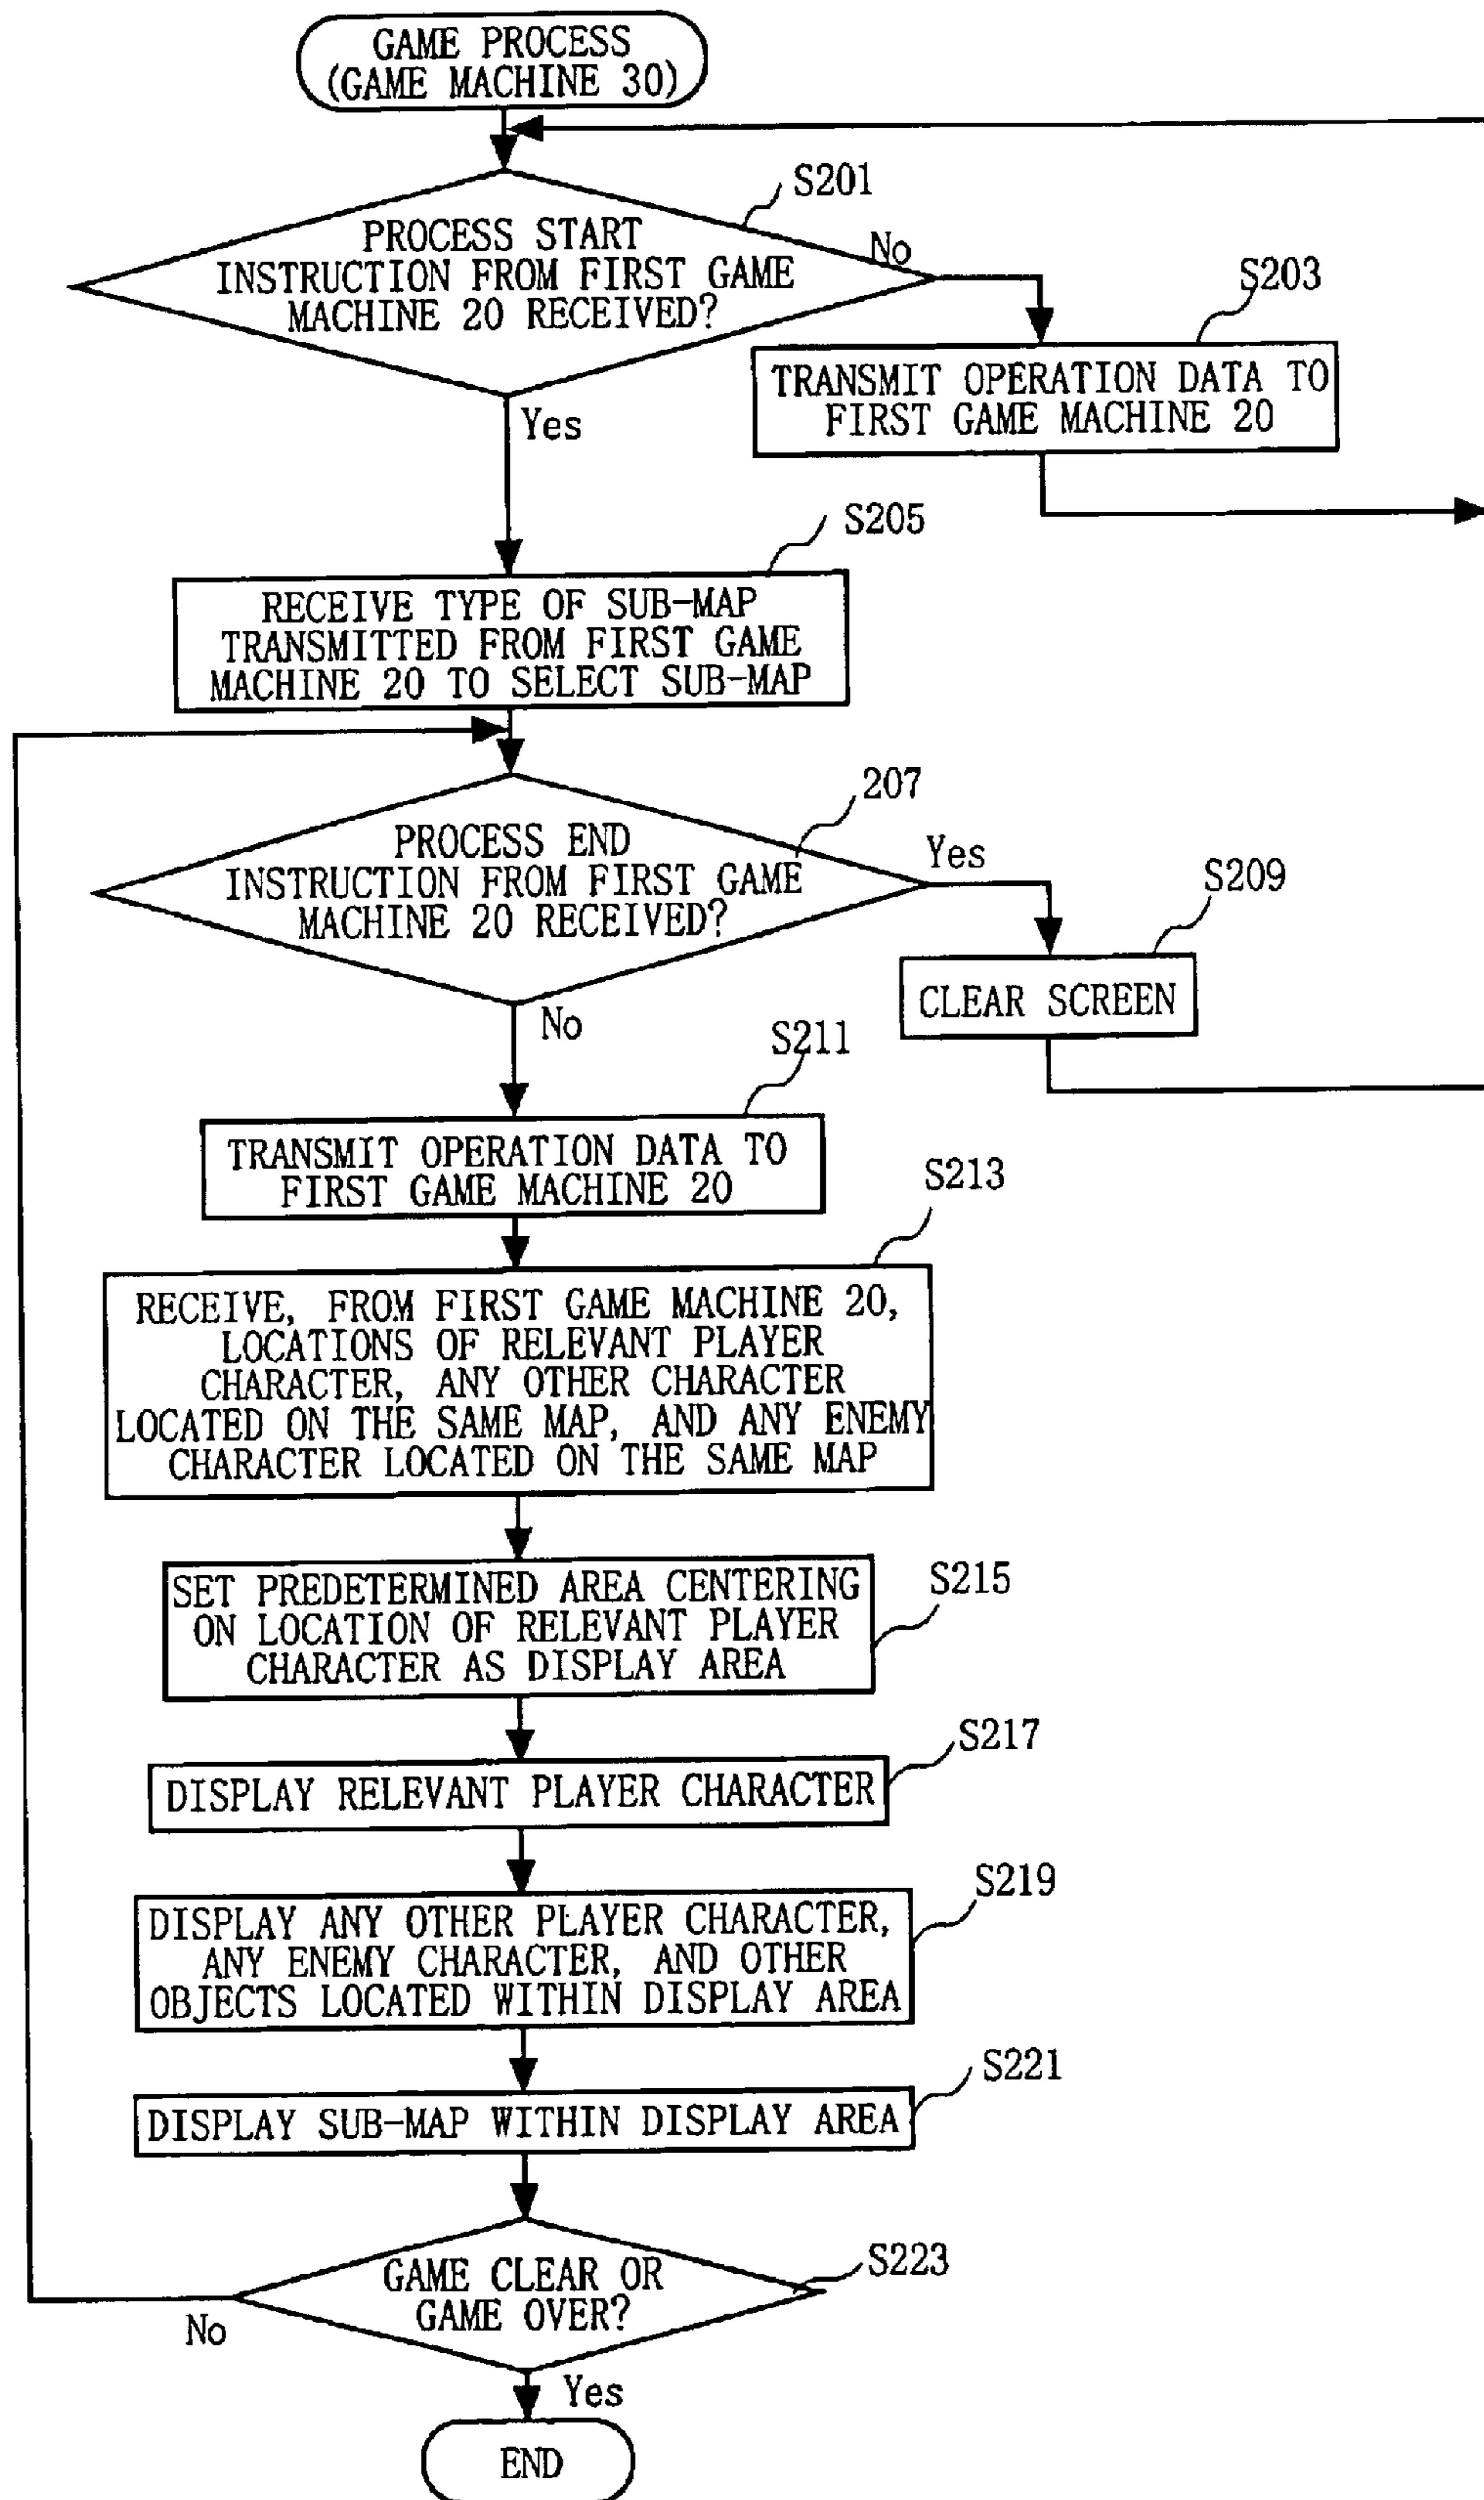 GAME PROCESS
(GAME MACHINE 30)
S201
PROCESS START
INSTRUCTION FROM FIRST GAME
MACHINE 20 RECEIVED?
No
S203
TRANSMIT OPERATION DATA TO
FIRST GAME MACHINE 20
Yes
S205
RECEIVE TYPE OF SUB-MAP
TRANSMITTED FROM FIRST GAME
MACHINE 20 TO SELECT SUB-MAP
207
PROCESS END
INSTRUCTION FROM FIRST GAME
MACHINE 20 RECEIVED?
Yes
S209
CLEAR SCREEN
No
S211
TRANSMIT OPERATION DATA TO
FIRST GAME MACHINE 20
S213
RECEIVE, FROM FIRST GAME MACHINE 20,
LOCATIONS OF RELEVANT PLAYER
CHARACTER, ANY OTHER CHARACTER
LOCATED ON THE SAME MAP, AND ANY ENEMY
CHARACTER LOCATED ON THE SAME MAP
S215
SET PREDETERMINED AREA CENTERING
ON LOCATION OF RELEVANT PLAYER
CHARACTER AS DISPLAY AREA
S217
DISPLAY RELEVANT PLAYER CHARACTER
S219
DISPLAY ANY OTHER PLAYER CHARACTER,
ANY ENEMY CHARACTER, AND OTHER
OBJECTS LOCATED WITHIN DISPLAY AREA
S221
DISPLAY SUB-MAP WITHIN DISPLAY AREA
S223
GAME CLEAR OR
GAME OVER?
No
Yes
END